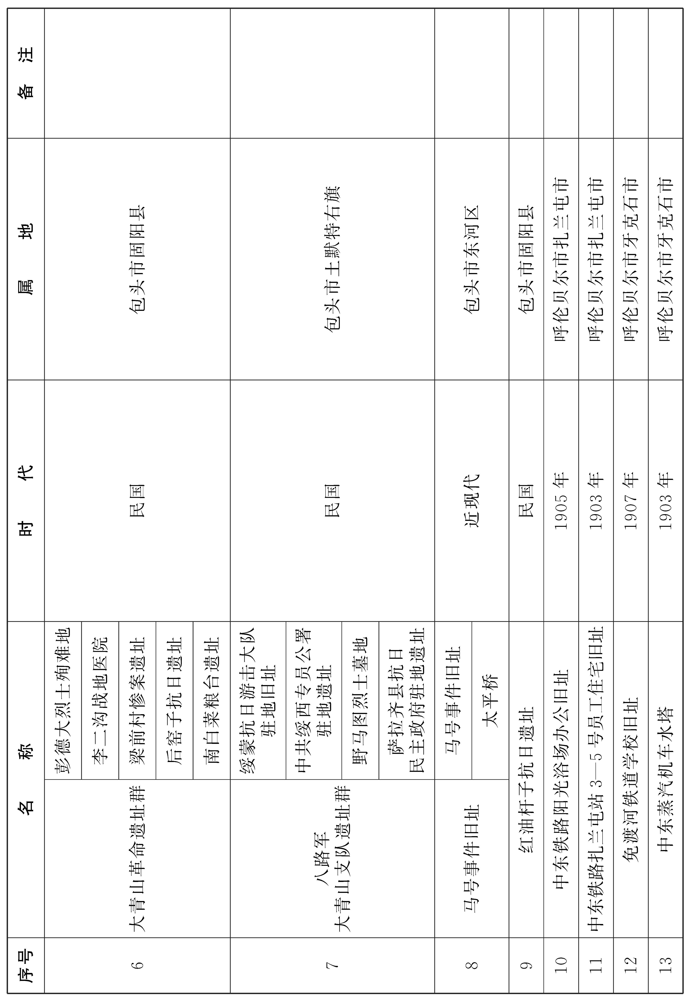 序号
名 称
时 代
属 地
备 注
6
大青山革命遗址群
彭德大烈士殉难地
李二沟战地医院
梁前村惨案遗址
后窑子抗日遗址
南白菜粮台遗址
民国
包头市固阳县
7
八路军
大青山支队遗址群
绥蒙抗日游击大队
驻地旧址
中共绥西专员公署
驻地遗址
野马图烈士墓地
萨拉齐县抗日
民主政府驻地遗址
民国
包头市土默特右旗
8
马号事件旧址
马号事件旧址
太平桥
近现代
包头市东河区
9
红油杆子抗日遗址
民国
包头市固阳县
10
中东铁路阳光浴场办公旧址
1905 年
呼伦贝尔市扎兰屯市
11
中东铁路扎兰屯站 3—5 号员工住宅旧址
1903 年
呼伦贝尔市扎兰屯市
12
免渡河铁道学校旧址
1907 年
呼伦贝尔市牙克石市
13
中东蒸汽机车水塔
1903 年
呼伦贝尔市牙克石市